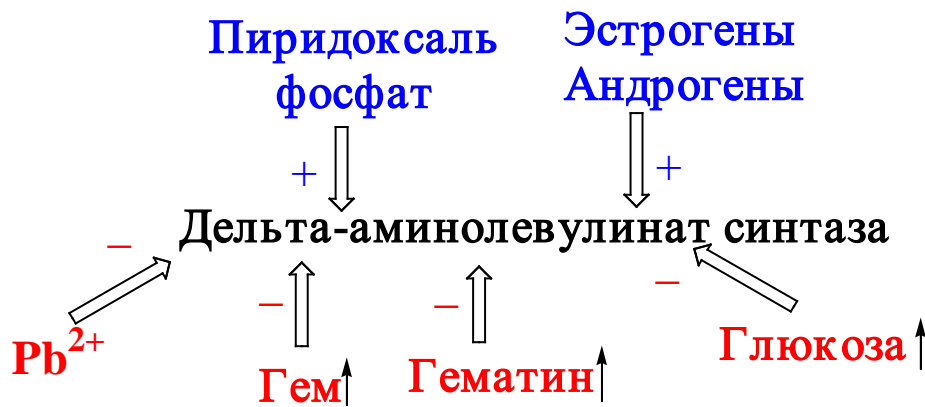 Пиридоксаль
фосфат
Эстрогены
Андрогены
+
+
Дельта-аминолевулинат синтаза
–
–
–
–
Pb2+
Гем
Гематин
Глюкоза